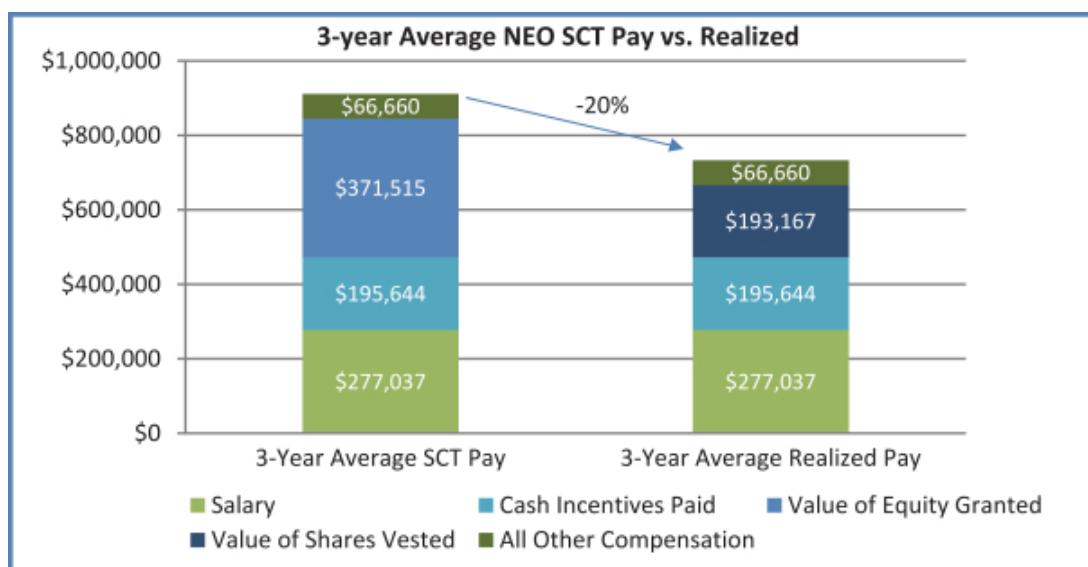 3-year Average NEO SCT Pay vs. Realized
$1,000,000
$800,000
$600,000
$400,000
$200,000
$0
$66,660
$371,515
$195,644
$277,037
-20%
$66,660
$193,167
$195,644
$277,037
3-Year Average SCT Pay
3-Year Average Realized Pay
Salary
Cash Incentives Paid
Value of Equity Granted
Value of Shares Vested
All Other Compensation